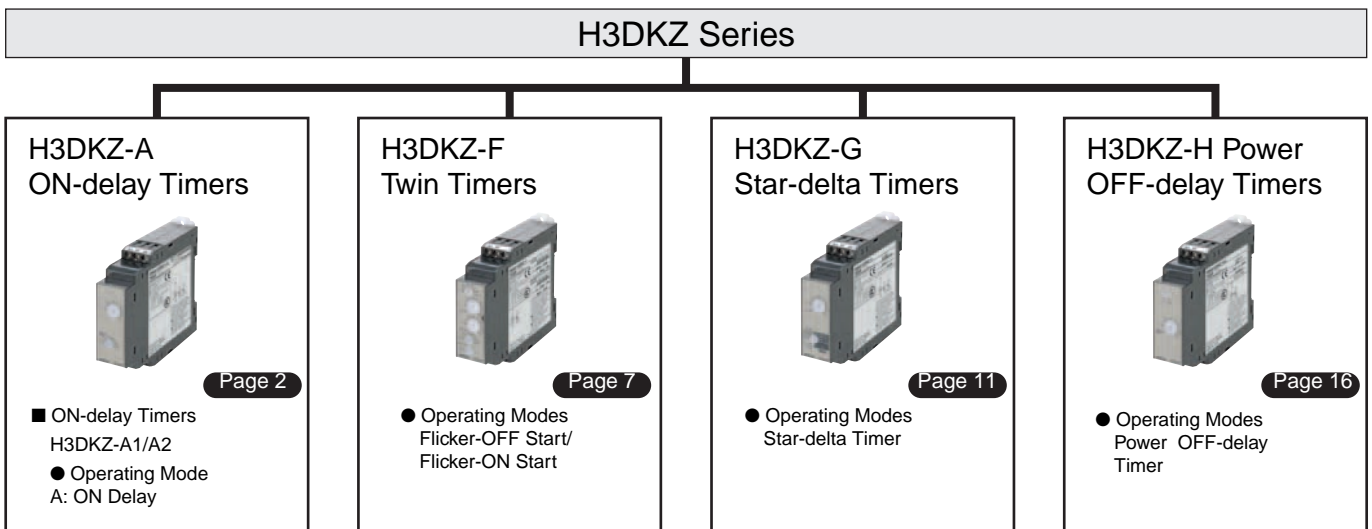 H3DKZ Series
H3DKZ-A
ON-delay Timers
Page 2
■ ON-delay Timers
H3DKZ-A1/A2
● Operating Mode
A: ON Delay
H3DKZ-F
Twin Timers
Page 7
● Operating Modes
Flicker-OFF Start/
Flicker-ON Start
H3DKZ-G
Star-delta Timers
Page 11
● Operating Modes
Star-delta Timer
H3DKZ-H Power
OFF-delay Timers
Page 16
● Operating Modes
Power OFF-delay
Timer